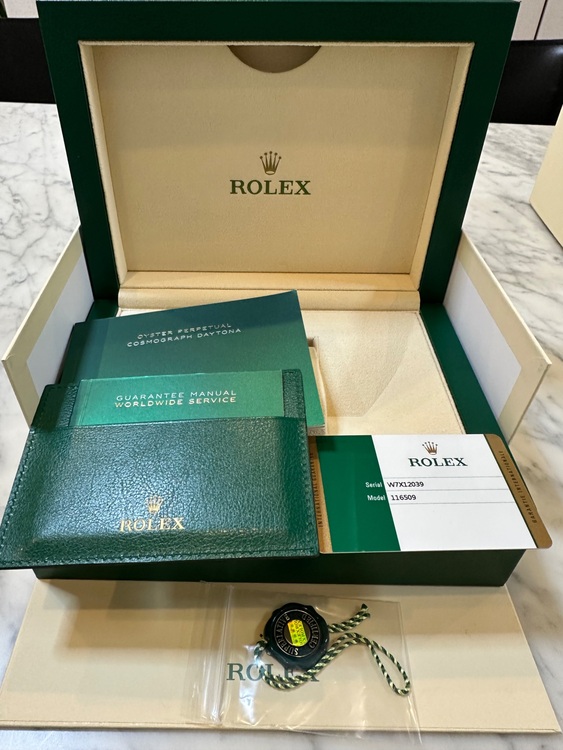 ROLEX
OYSTER PERPETUAL
COSMOGRAPH DAYTONA
GUARANTEE MANUAL
WORLDWIDE SERVICE
ROLEX
ROLEX
Serial W7X12039
Model 116509
ROLEX